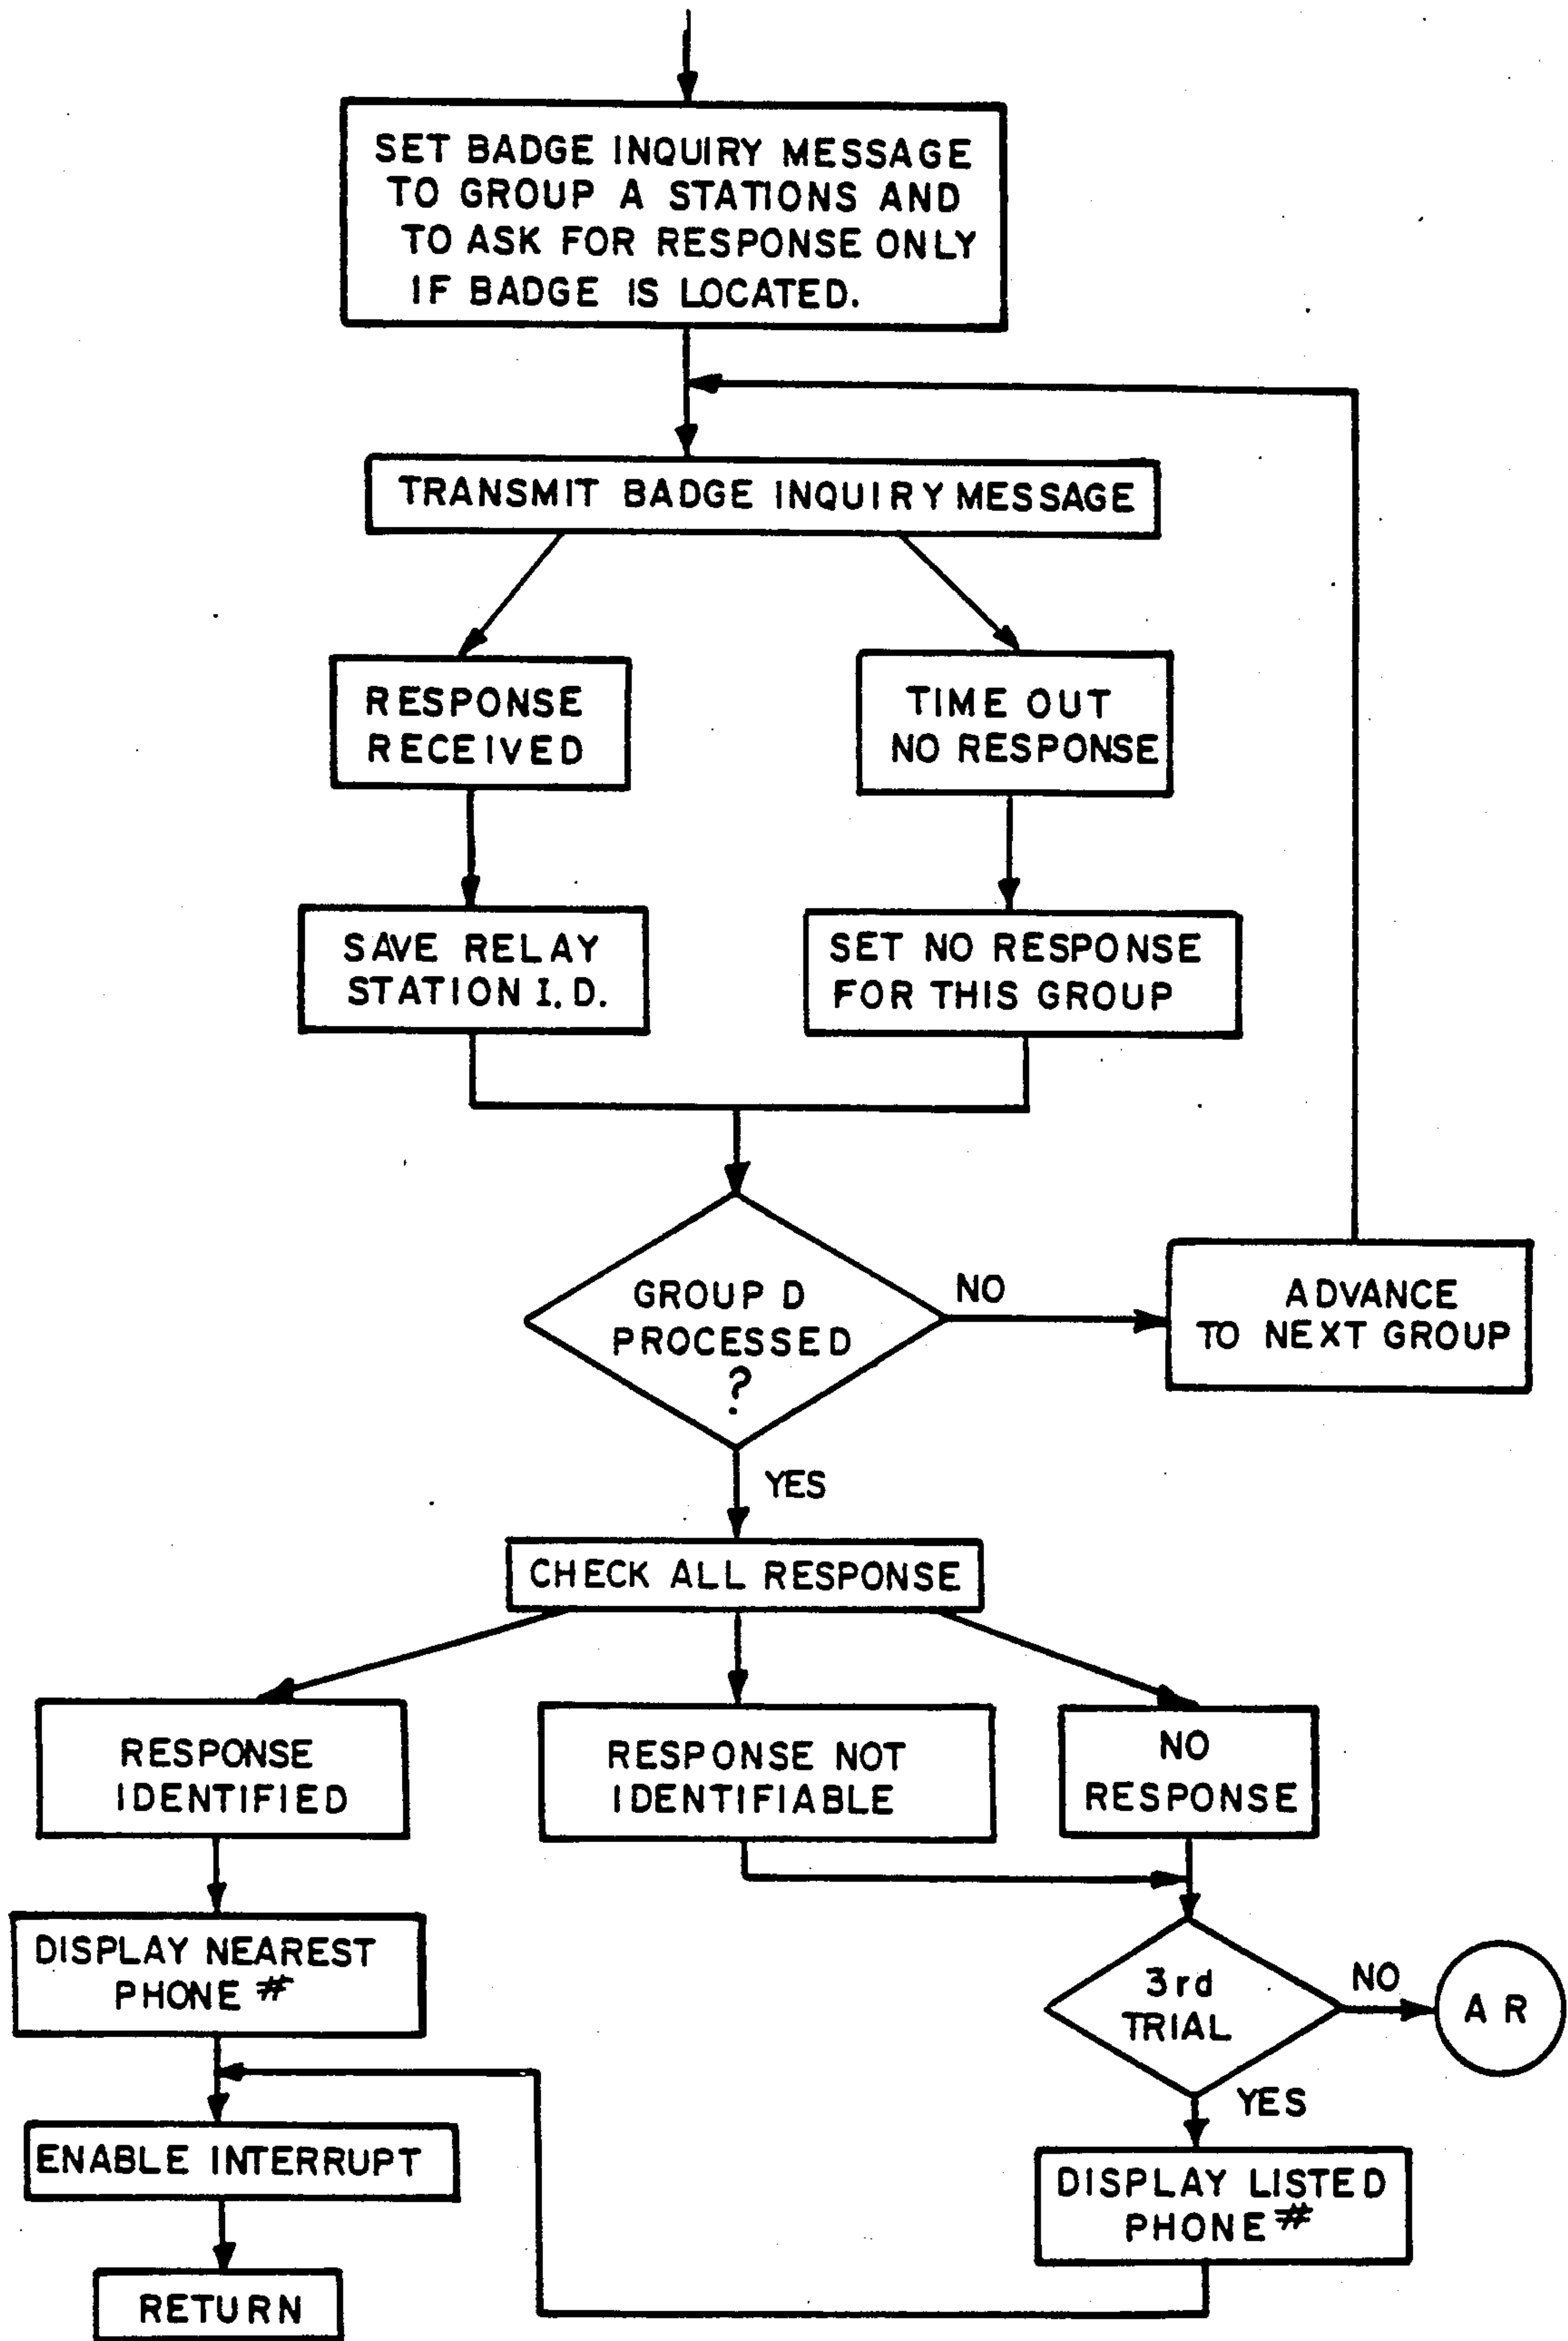 SET BADGE INQUIRY MESSAGE
TO GROUP A STATIONS AND
TO ASK FOR RESPONSE ONLY
IF BADGE IS LOCATED.
TRANSMIT BADGE INQUIRY MESSAGE
RESPONSE
RECEIVED
TIME OUT
NO RESPONSE
SAVE RELAY
STATION I.D.
SET NO RESPONSE
FOR THIS GROUP
GROUP D
PROCESSED
?
NO
ADVANCE
TO NEXT GROUP
YES
CHECK ALL RESPONSE
RESPONSE
IDENTIFIED
RESPONSE NOT
IDENTIFIABLE
NO
RESPONSE
DISPLAY NEAREST
PHONE #
3rd
TRIAL
NO
A R
YES
ENABLE INTERRUPT
DISPLAY LISTED
PHONE #
RETURN